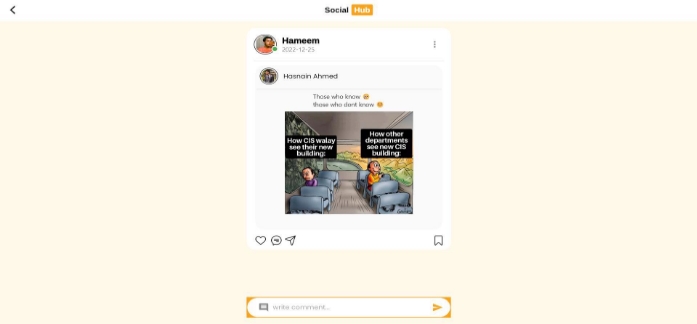 Social Hub
Hameem
2022-12-25
Hasnain Ahmed
Those who know 😊
those who dont know 😊
How CIS walay
see their new
building:
How other
departments
see new CIS
building:
write comment...